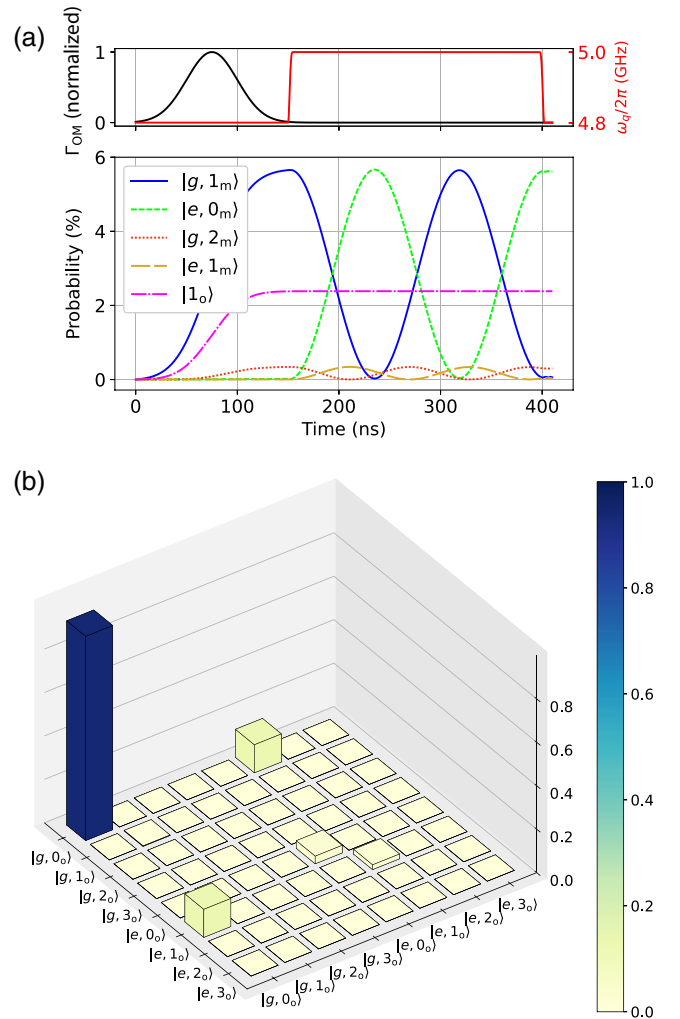 (a)
Γ_OM (normalized)
1
0
5.0
4.8
ω_q/2π (GHz)
Probability (%)
6
4
2
0
|g, 1_m⟩
|e, 0_m⟩
|g, 2_m⟩
|e, 1_m⟩
|1_o⟩
0 100 200 300 400
Time (ns)
(b)
1.0
0.8
0.6
0.4
0.2
0.0
0.8
0.6
0.4
0.2
0.0
|g, 0_o⟩
|g, 1_o⟩
|g, 2_o⟩
|g, 3_o⟩
|e, 0_o⟩
|e, 1_o⟩
|e, 2_o⟩
|e, 3_o⟩
|g, 0_o⟩
|g, 1_o⟩
|g, 2_o⟩
|g, 3_o⟩
|e, 0_o⟩
|e, 1_o⟩
|e, 2_o⟩
|e, 3_o⟩